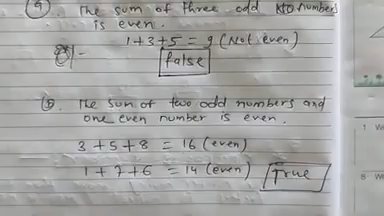 (a) The sum of three odd numbers
is even.
1+3+5 = 9 (Not even)
False
(b). The sum of two odd numbers and
one even number is even.
3+5+8 = 16 (even)
1+7+6 = 14 (even) True